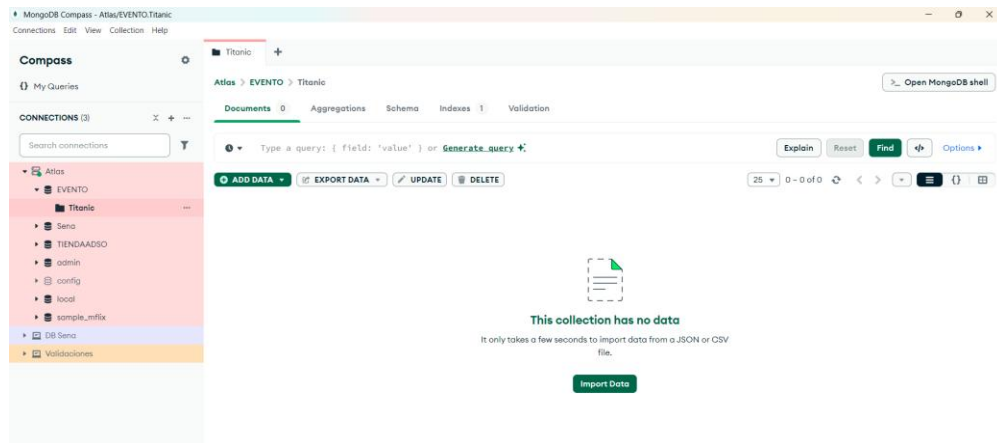 MongoDB Compass - Atlas/EVENTO.Titanic
Connections Edit View Collection Help
Compass
{} My Queries
CONNECTIONS (3)
Search connections
Atlas
EVENTO
Titanic
Sena
TIENDAADSO
admin
config
local
sample_mflix
DB Sena
Validaciones
Titanic
Atlas > EVENTO > Titanic
>_ Open MongoDB shell
Documents 0 Aggregations Schema Indexes 1 Validation
Type a query: { field: 'value' } or Generate query
Explain Reset Find </> Options
ADD DATA EXPORT DATA UPDATE DELETE
25 0 – 0 of 0 {}
This collection has no data
It only takes a few seconds to import data from a JSON or CSV
file.
Import Data